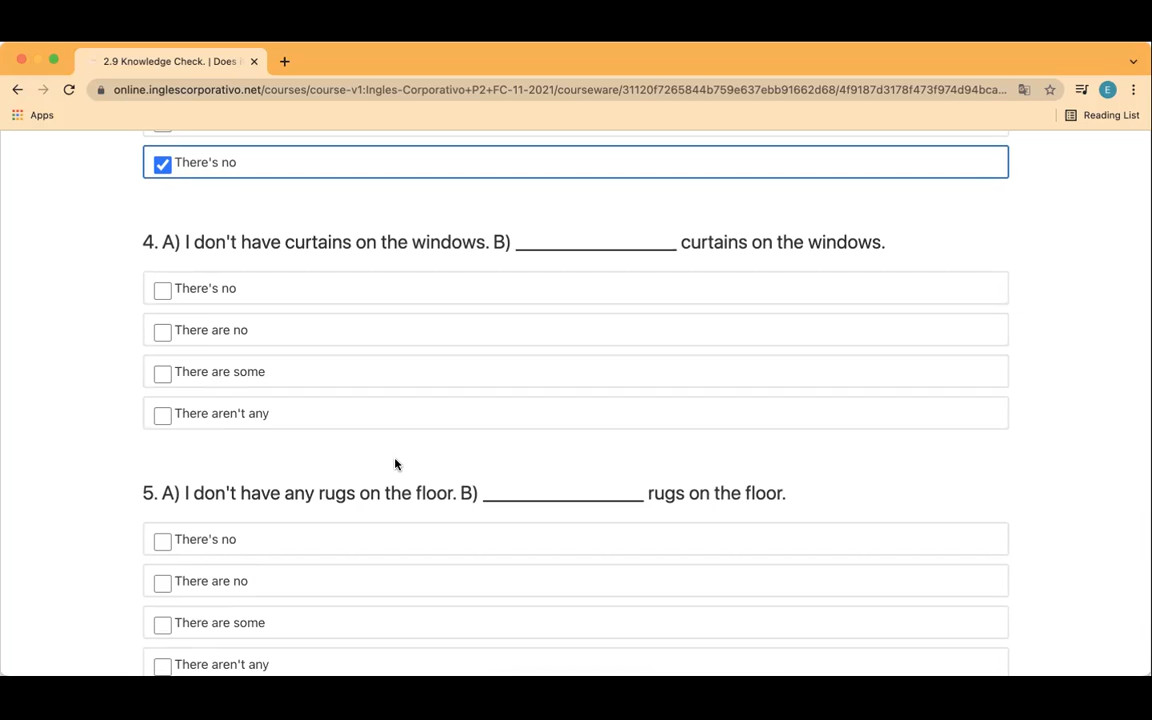 2.9 Knowledge Check. | Does
online.inglescorporativo.net/courses/course-v1:Ingles-Corporativo+P2+FC-11-2021/courseware/31120f7265844b759e637ebb91662d68/4f9187d3178f473f974d94bca...
E
Apps
Reading List
There's no
4. A) I don't have curtains on the windows. B) _________________ curtains on the windows.
There's no
There are no
There are some
There aren't any
5. A) I don't have any rugs on the floor. B) _________________ rugs on the floor.
There's no
There are no
There are some
There aren't any